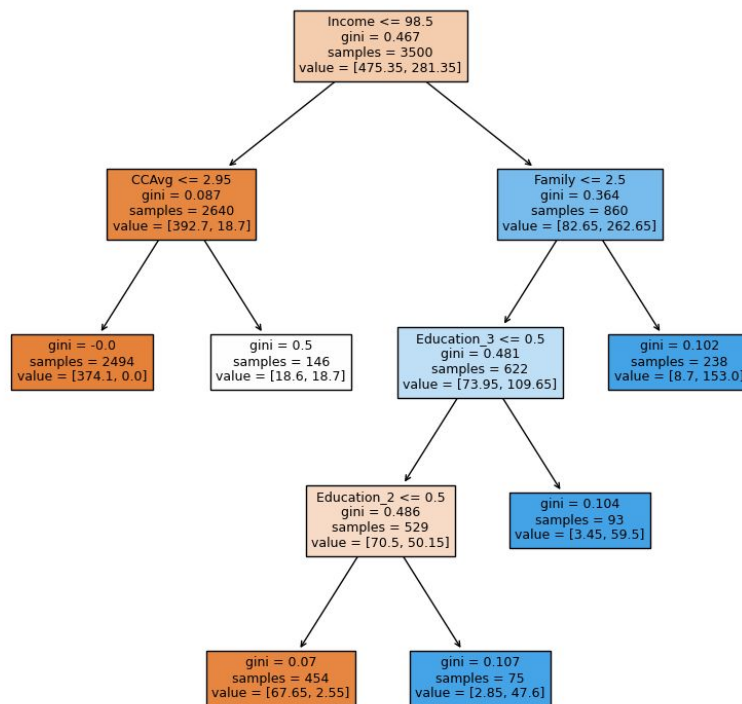 Income <= 98.5
gini = 0.467
samples = 3500
value = [475.35, 281.35]
CCAvg <= 2.95
gini = 0.087
samples = 2640
value = [392.7, 18.7]
Family <= 2.5
gini = 0.364
samples = 860
value = [82.65, 262.65]
gini = -0.0
samples = 2494
value = [374.1, 0.0]
gini = 0.5
samples = 146
value = [18.6, 18.7]
Education_3 <= 0.5
gini = 0.481
samples = 622
value = [73.95, 109.65]
gini = 0.102
samples = 238
value = [8.7, 153.0]
Education_2 <= 0.5
gini = 0.486
samples = 529
value = [70.5, 50.15]
gini = 0.104
samples = 93
value = [3.45, 59.5]
gini = 0.07
samples = 454
value = [67.65, 2.55]
gini = 0.107
samples = 75
value = [2.85, 47.6]